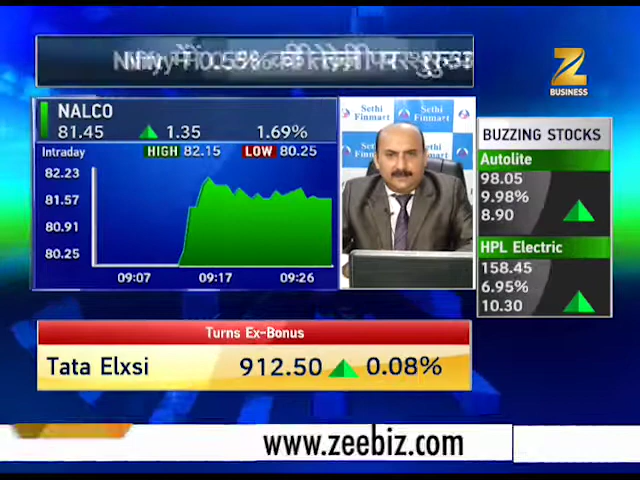 Z
BUSINESS
NALCO
81.45 1.35 1.69%
Intraday HIGH 82.15 LOW 80.25
82.23
81.57
80.91
80.25
09:07 09:17 09:26
Sethi Finmart
Sethi Finmart
BUZZING STOCKS
Autolite
98.05
9.98%
8.90
HPL Electric
158.45
6.95%
10.30
Turns Ex-Bonus
Tata Elxsi 912.50 0.08%
www.zeebiz.com